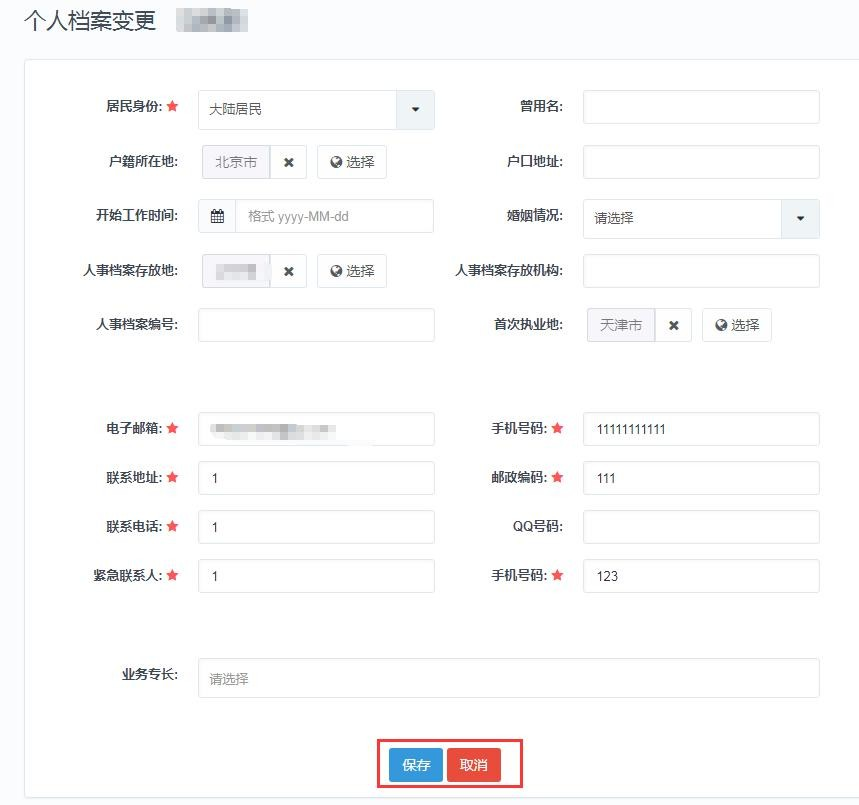 个人档案变更
居民身份: 大陆居民 曾用名:
户籍所在地: 北京市 选择 户口地址:
开始工作时间: 格式 yyyy-MM-dd 婚姻情况: 请选择
人事档案存放地: 选择 人事档案存放机构:
人事档案编号: 首次执业地: 天津市 选择
电子邮箱: 手机号码: 11111111111
联系地址: 1 邮政编码: 111
联系电话: 1 QQ号码:
紧急联系人: 1 手机号码: 123
业务专长: 请选择
保存 取消